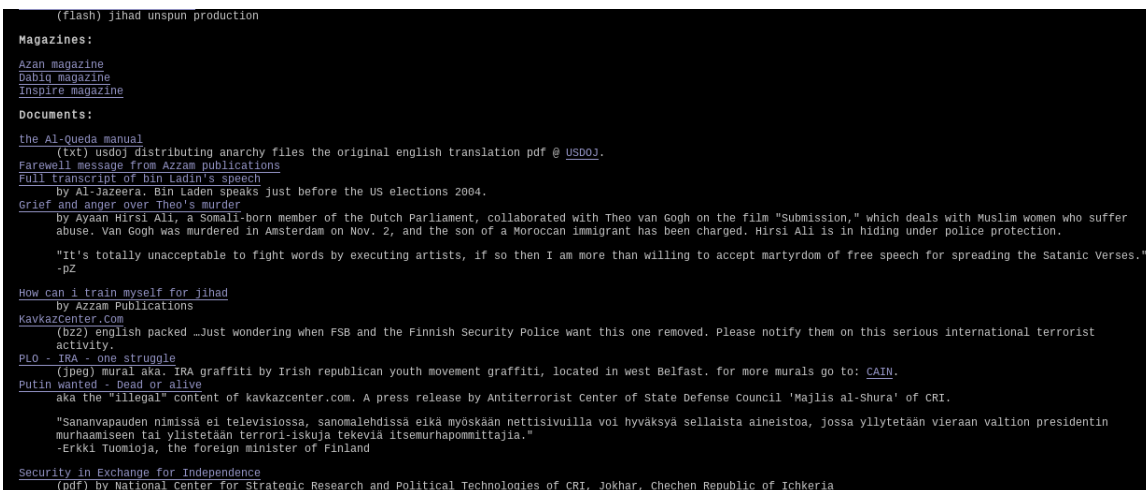 (flash) jihad unspun production
Magazines:
Azan magazine
Dabiq magazine
Inspire magazine
Documents:
the Al-Queda manual
(txt) usdoj distributing anarchy files the original english translation pdf @ USDOJ.
Farewell message from Azzam publications
Full transcript of bin Ladin's speech
by Al-Jazeera. Bin Laden speaks just before the US elections 2004.
Grief and anger over Theo's murder
by Ayaan Hirsi Ali, a Somali-born member of the Dutch Parliament, collaborated with Theo van Gogh on the film "Submission," which deals with Muslim women who suffer
abuse. Van Gogh was murdered in Amsterdam on Nov. 2, and the son of a Moroccan immigrant has been charged. Hirsi Ali is in hiding under police protection.
"It's totally unacceptable to fight words by executing artists, if so then I am more than willing to accept martyrdom of free speech for spreading the Satanic Verses."
-pZ
How can i train myself for jihad
by Azzam Publications
KavkazCenter.Com
(bz2) english packed …Just wondering when FSB and the Finnish Security Police want this one removed. Please notify them on this serious international terrorist
activity.
PLO - IRA - one struggle
(jpeg) mural aka. IRA graffiti by Irish republican youth movement graffiti, located in west Belfast. for more murals go to: CAIN.
Putin wanted - Dead or alive
aka the "illegal" content of kavkazcenter.com. A press release by Antiterrorist Center of State Defense Council 'Majlis al-Shura' of CRI.
"Sananvapauden nimissä ei televisiossa, sanomalehdissä eikä myöskään nettisivuilla voi hyväksyä sellaista aineistoa, jossa yllytetään vieraan valtion presidentin
murhaamiseen tai ylistetään terrori-iskuja tekeviä itsemurhapommittajia."
-Erkki Tuomioja, the foreign minister of Finland
Security in Exchange for Independence
(pdf) by National Center for Strategic Research and Political Technologies of CRI, Jokhar, Chechen Republic of Ichkeria